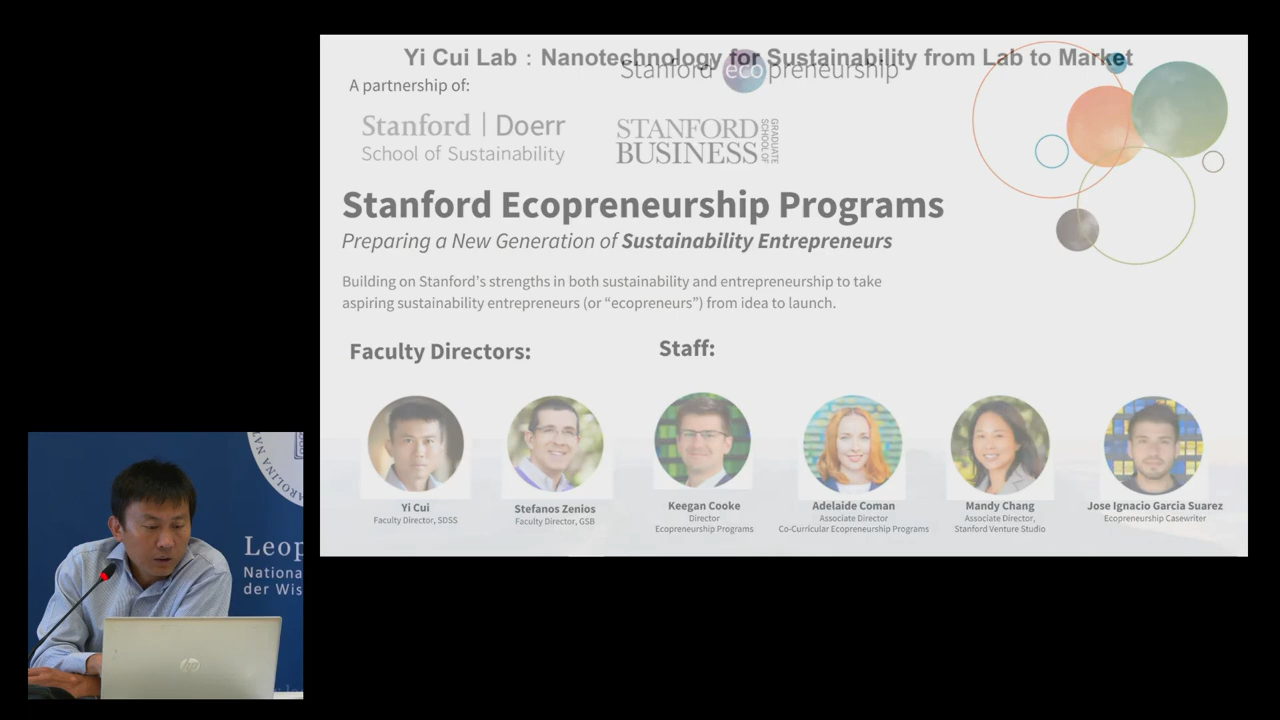 Yi Cui Lab : Nanotechnology for Sustainability from Lab to Market
Stanford ecopreneurship
A partnership of:
Stanford | Doerr
School of Sustainability
STANFORD
BUSINESS
GRADUATE
SCHOOL OF
Stanford Ecopreneurship Programs
Preparing a New Generation of Sustainability Entrepreneurs
Building on Stanford's strengths in both sustainability and entrepreneurship to take
aspiring sustainability entrepreneurs (or “ecopreneurs”) from idea to launch.
Faculty Directors:
Staff:
Yi Cui
Faculty Director, SDSS
Stefanos Zenios
Faculty Director, GSB
Keegan Cooke
Director
Ecopreneurship Programs
Adelaide Coman
Associate Director
Co-Curricular Ecopreneurship Programs
Mandy Chang
Associate Director,
Stanford Venture Studio
Jose Ignacio Garcia Suarez
Ecopreneurship Casewriter
AROLINA NA
Leop
Nationa
der Wis
hp